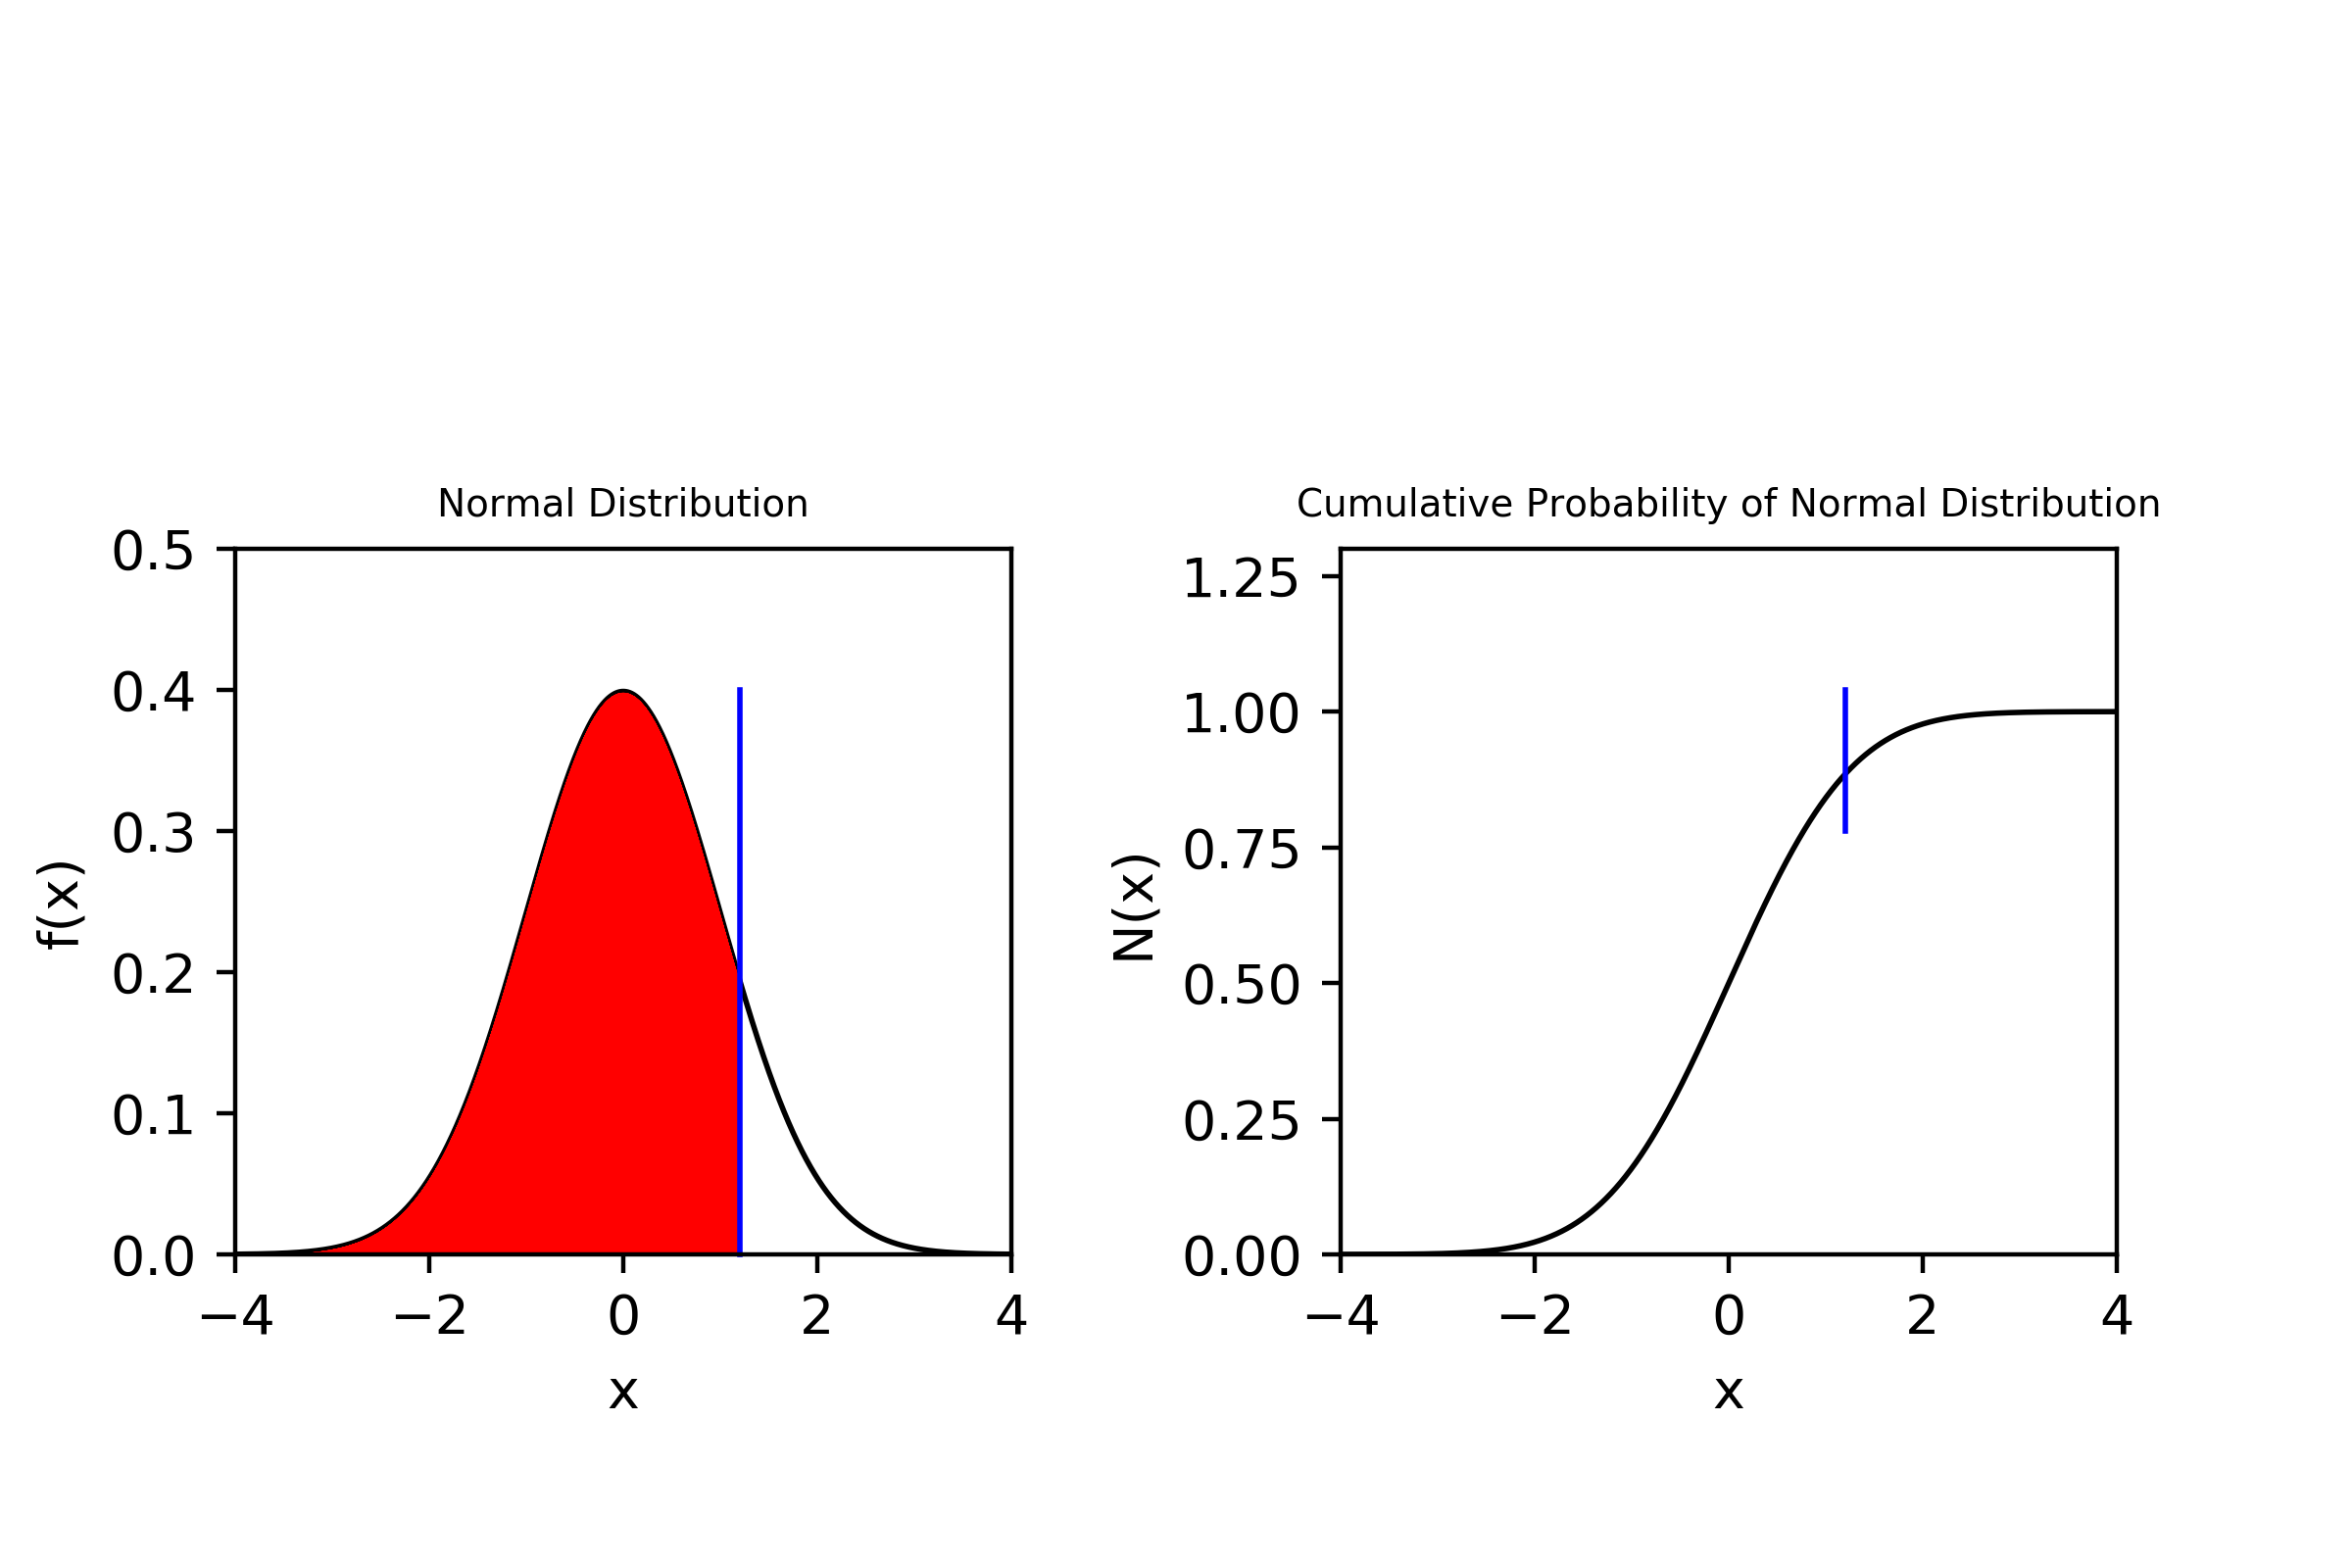 Normal Distribution
0.5
0.4
0.3
0.2
0.1
0.0
f(x)
−4 −2 0 2 4
x
Cumulative Probability of Normal Distribution
1.25
1.00
0.75
0.50
0.25
0.00
N(x)
−4 −2 0 2 4
x